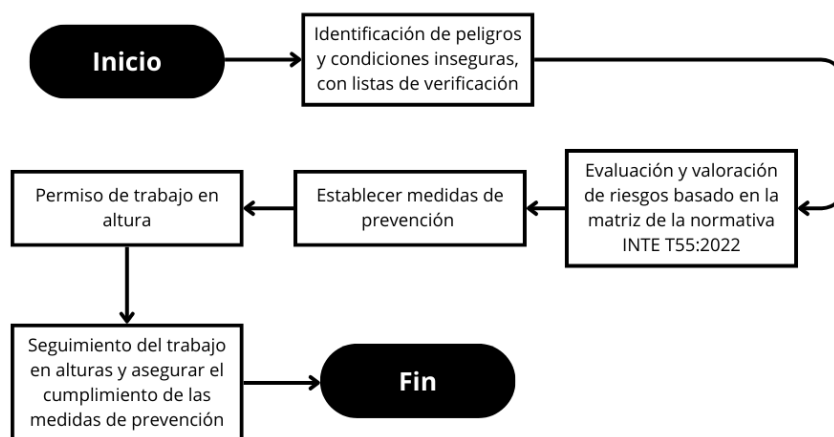 Inicio
Identificación de peligros
y condiciones inseguras,
con listas de verificación
Evaluación y valoración
de riesgos basado en la
matriz de la normativa
INTE T55:2022
Establecer medidas de
prevención
Permiso de trabajo en
altura
Seguimiento del trabajo
en alturas y asegurar el
cumplimiento de las
medidas de prevención
Fin